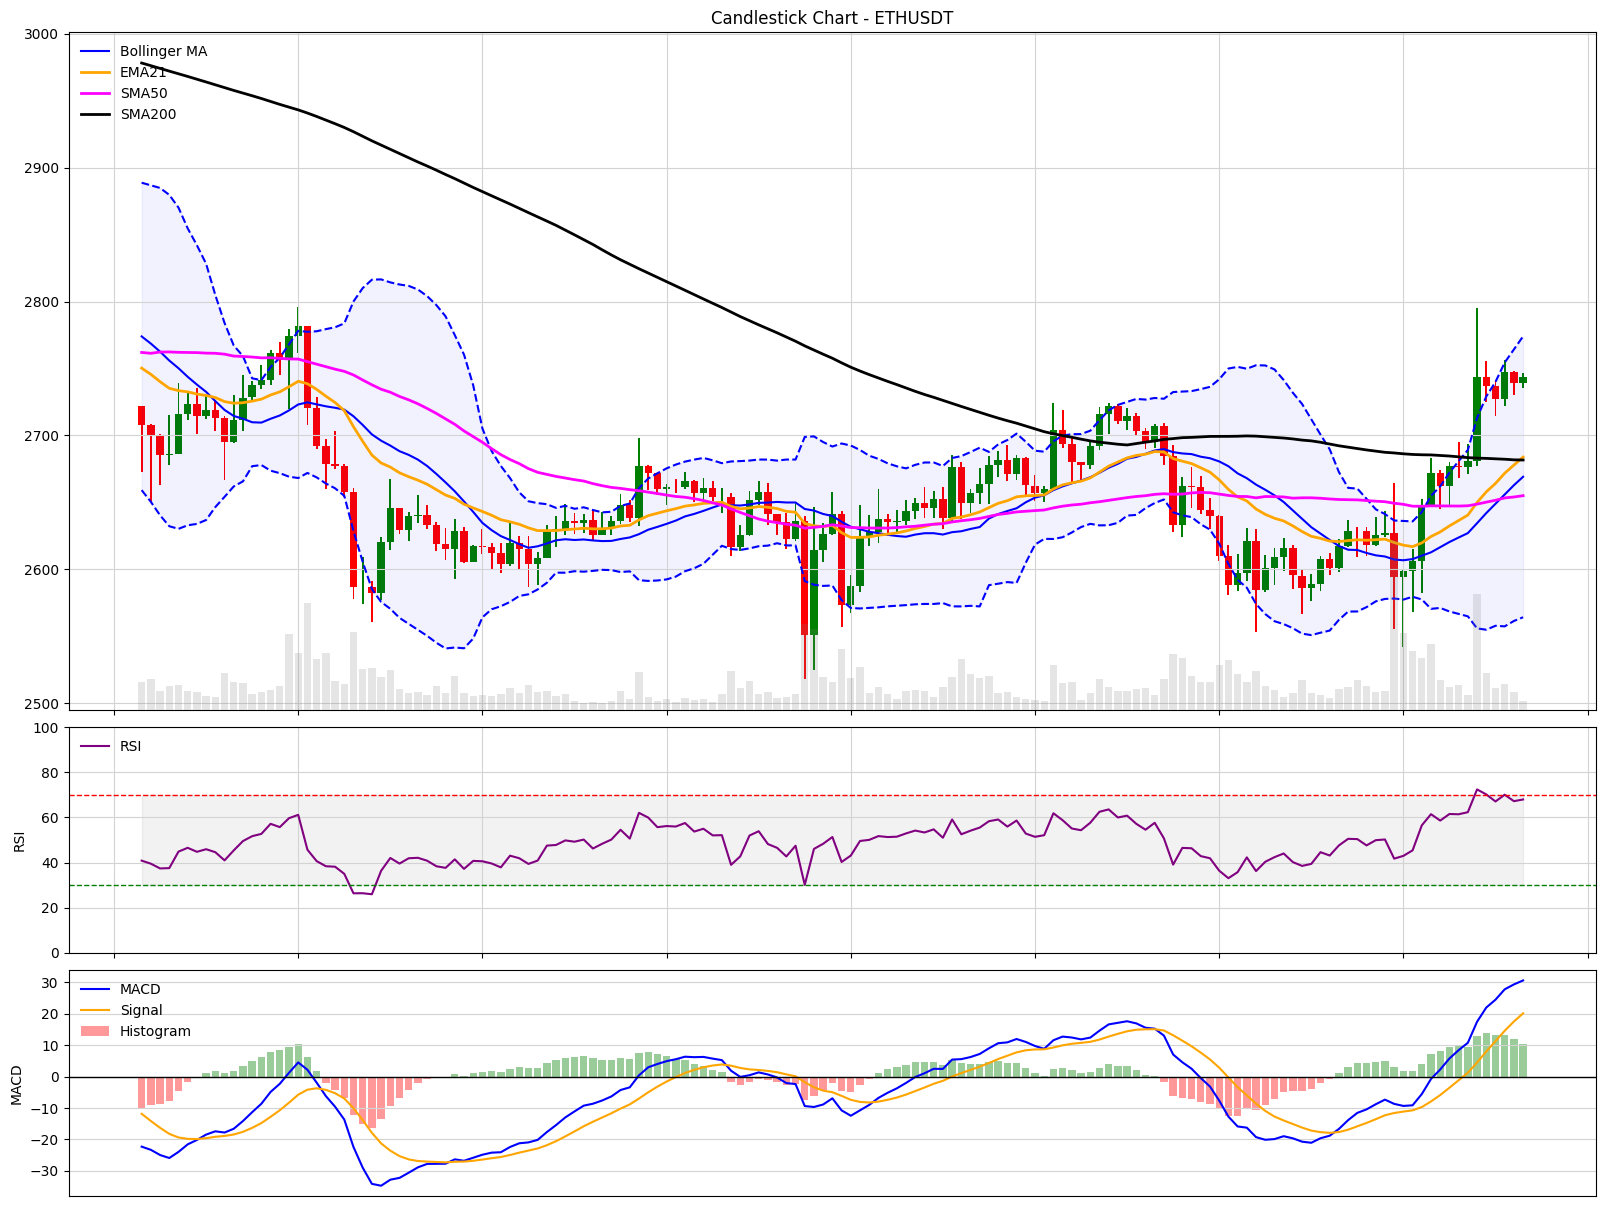 Candlestick Chart - ETHUSDT
3000
2900
2800
2700
2600
2500
Bollinger MA
EMA21
SMA50
SMA200
100
80
60
40
20
0
RSI
RSI
30
20
10
0
−10
−20
−30
MACD
MACD
Signal
Histogram